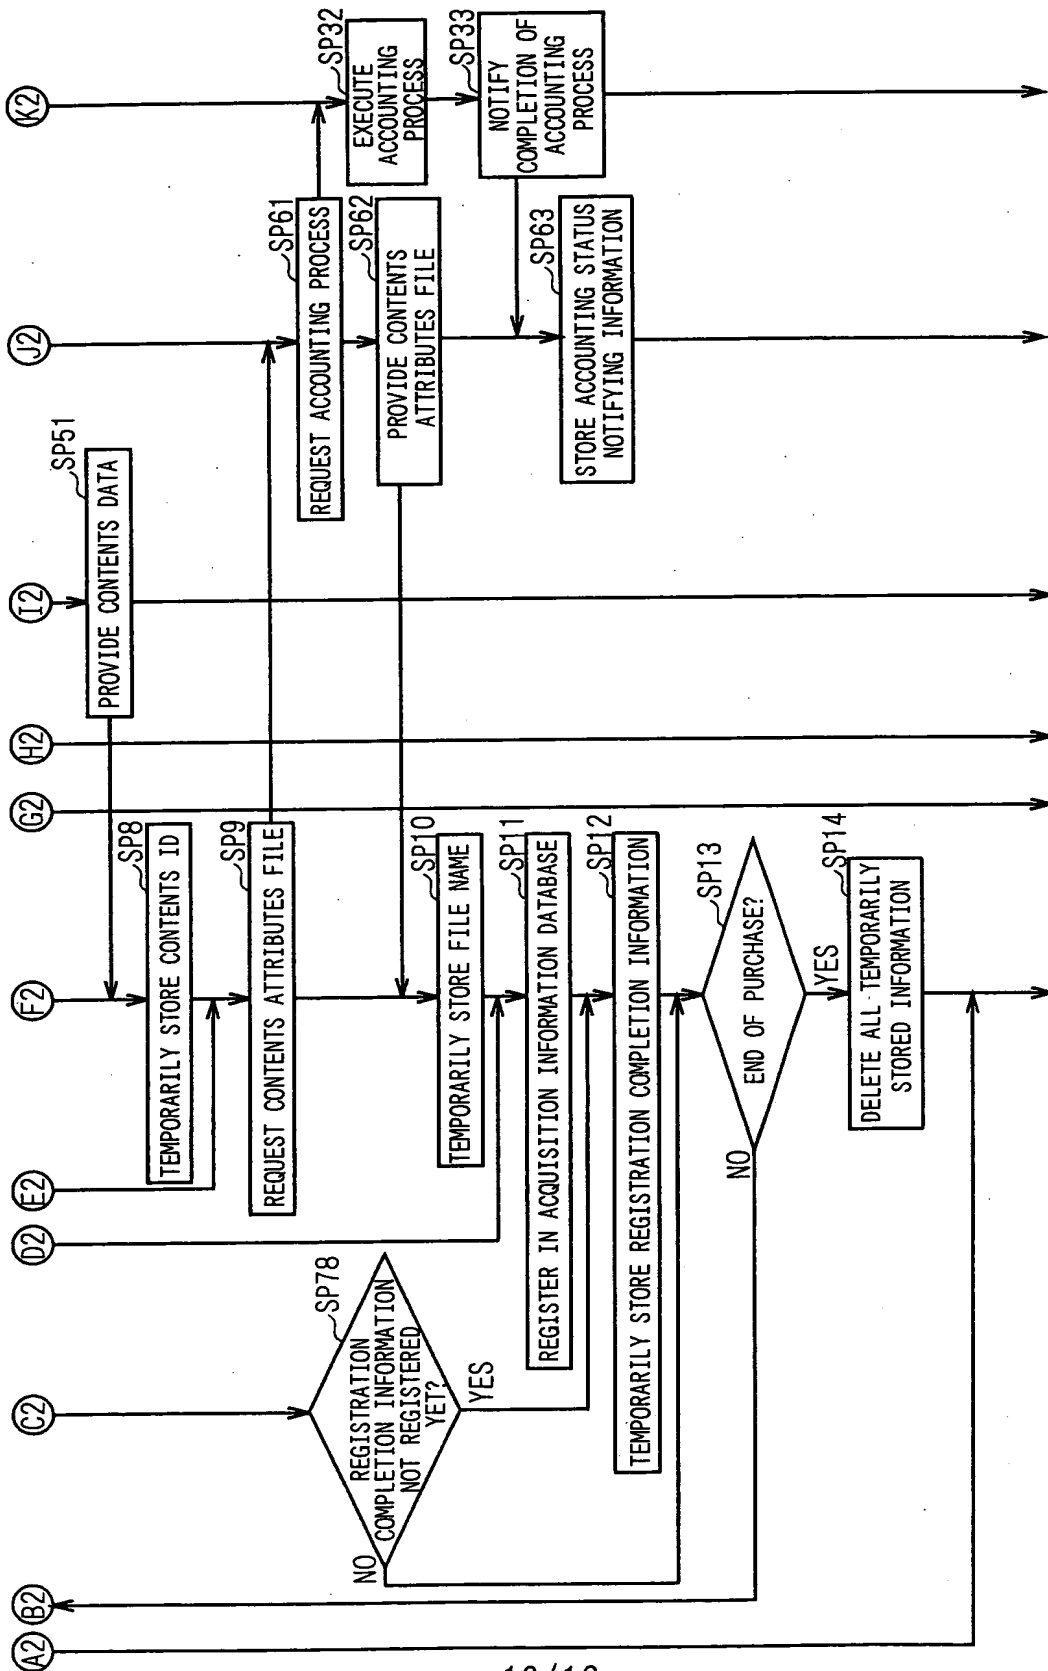 A2
B2
C2
D2
E2
F2
G2
H2
I2
J2
K2
SP51
PROVIDE CONTENTS DATA
SP8
TEMPORARILY STORE CONTENTS ID
SP9
REQUEST CONTENTS ATTRIBUTES FILE
SP61
REQUEST ACCOUNTING PROCESS
SP32
EXECUTE
ACCOUNTING
PROCESS
SP62
PROVIDE CONTENTS
ATTRIBUTES FILE
SP33
NOTIFY
COMPLETION OF
ACCOUNTING
PROCESS
SP63
STORE ACCOUNTING STATUS
NOTIFYING INFORMATION
SP78
REGISTRATION
COMPLETION INFORMATION
NOT REGISTERED
YET?
NO
YES
SP10
TEMPORARILY STORE FILE NAME
SP11
REGISTER IN ACQUISITION INFORMATION DATABASE
SP12
TEMPORARILY STORE REGISTRATION COMPLETION INFORMATION
SP13
END OF PURCHASE?
NO
YES
SP14
DELETE ALL TEMPORARILY
STORED INFORMATION